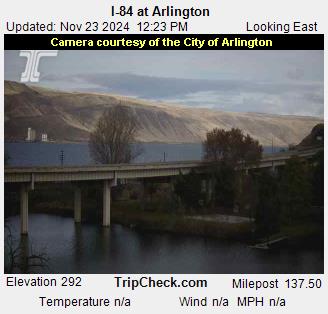 I-84 at Arlington
Updated: Nov 23 2024 12:23 PM Looking East
Camera courtesy of the City of Arlington
Elevation 292 TripCheck.com Milepost 137.50
Temperature n/a Wind n/a MPH n/a